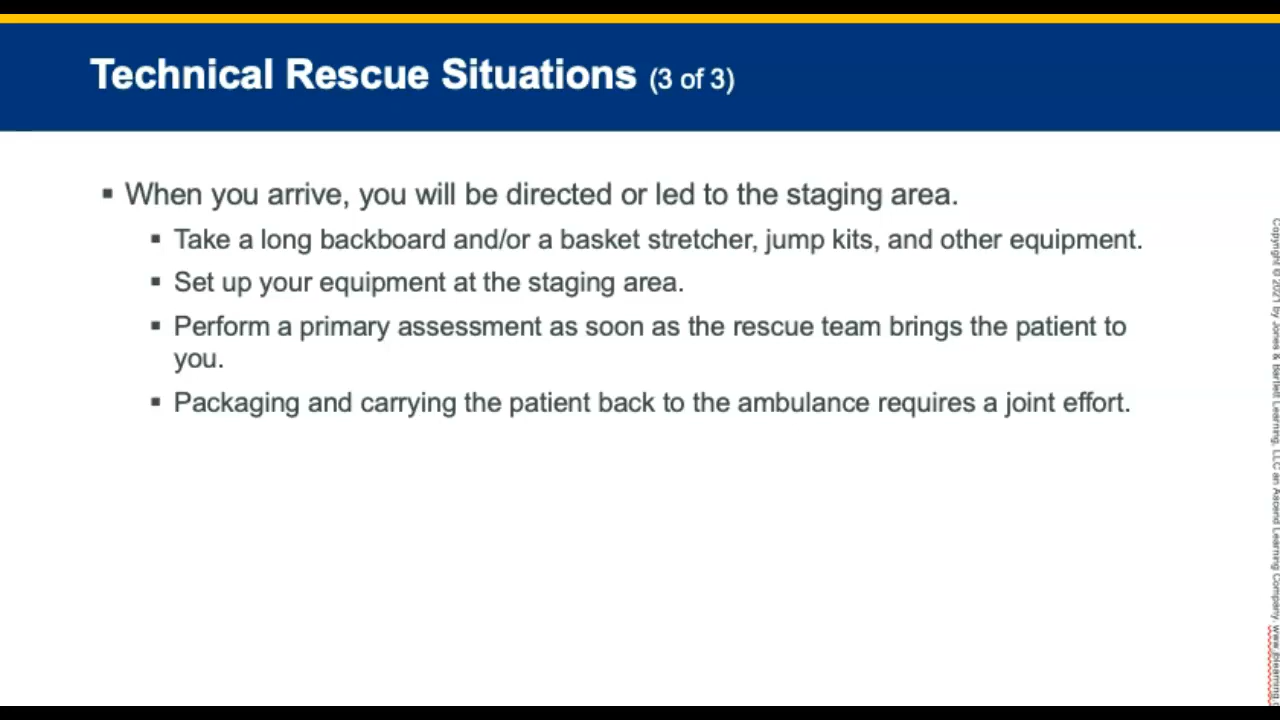 Technical Rescue Situations (3 of 3)
▪ When you arrive, you will be directed or led to the staging area.
▪ Take a long backboard and/or a basket stretcher, jump kits, and other equipment.
▪ Set up your equipment at the staging area.
▪ Perform a primary assessment as soon as the rescue team brings the patient to
you.
▪ Packaging and carrying the patient back to the ambulance requires a joint effort.
Copyright © 2021 by Jones & Bartlett Learning, LLC an Ascend Learning Company. www.jblearning.c